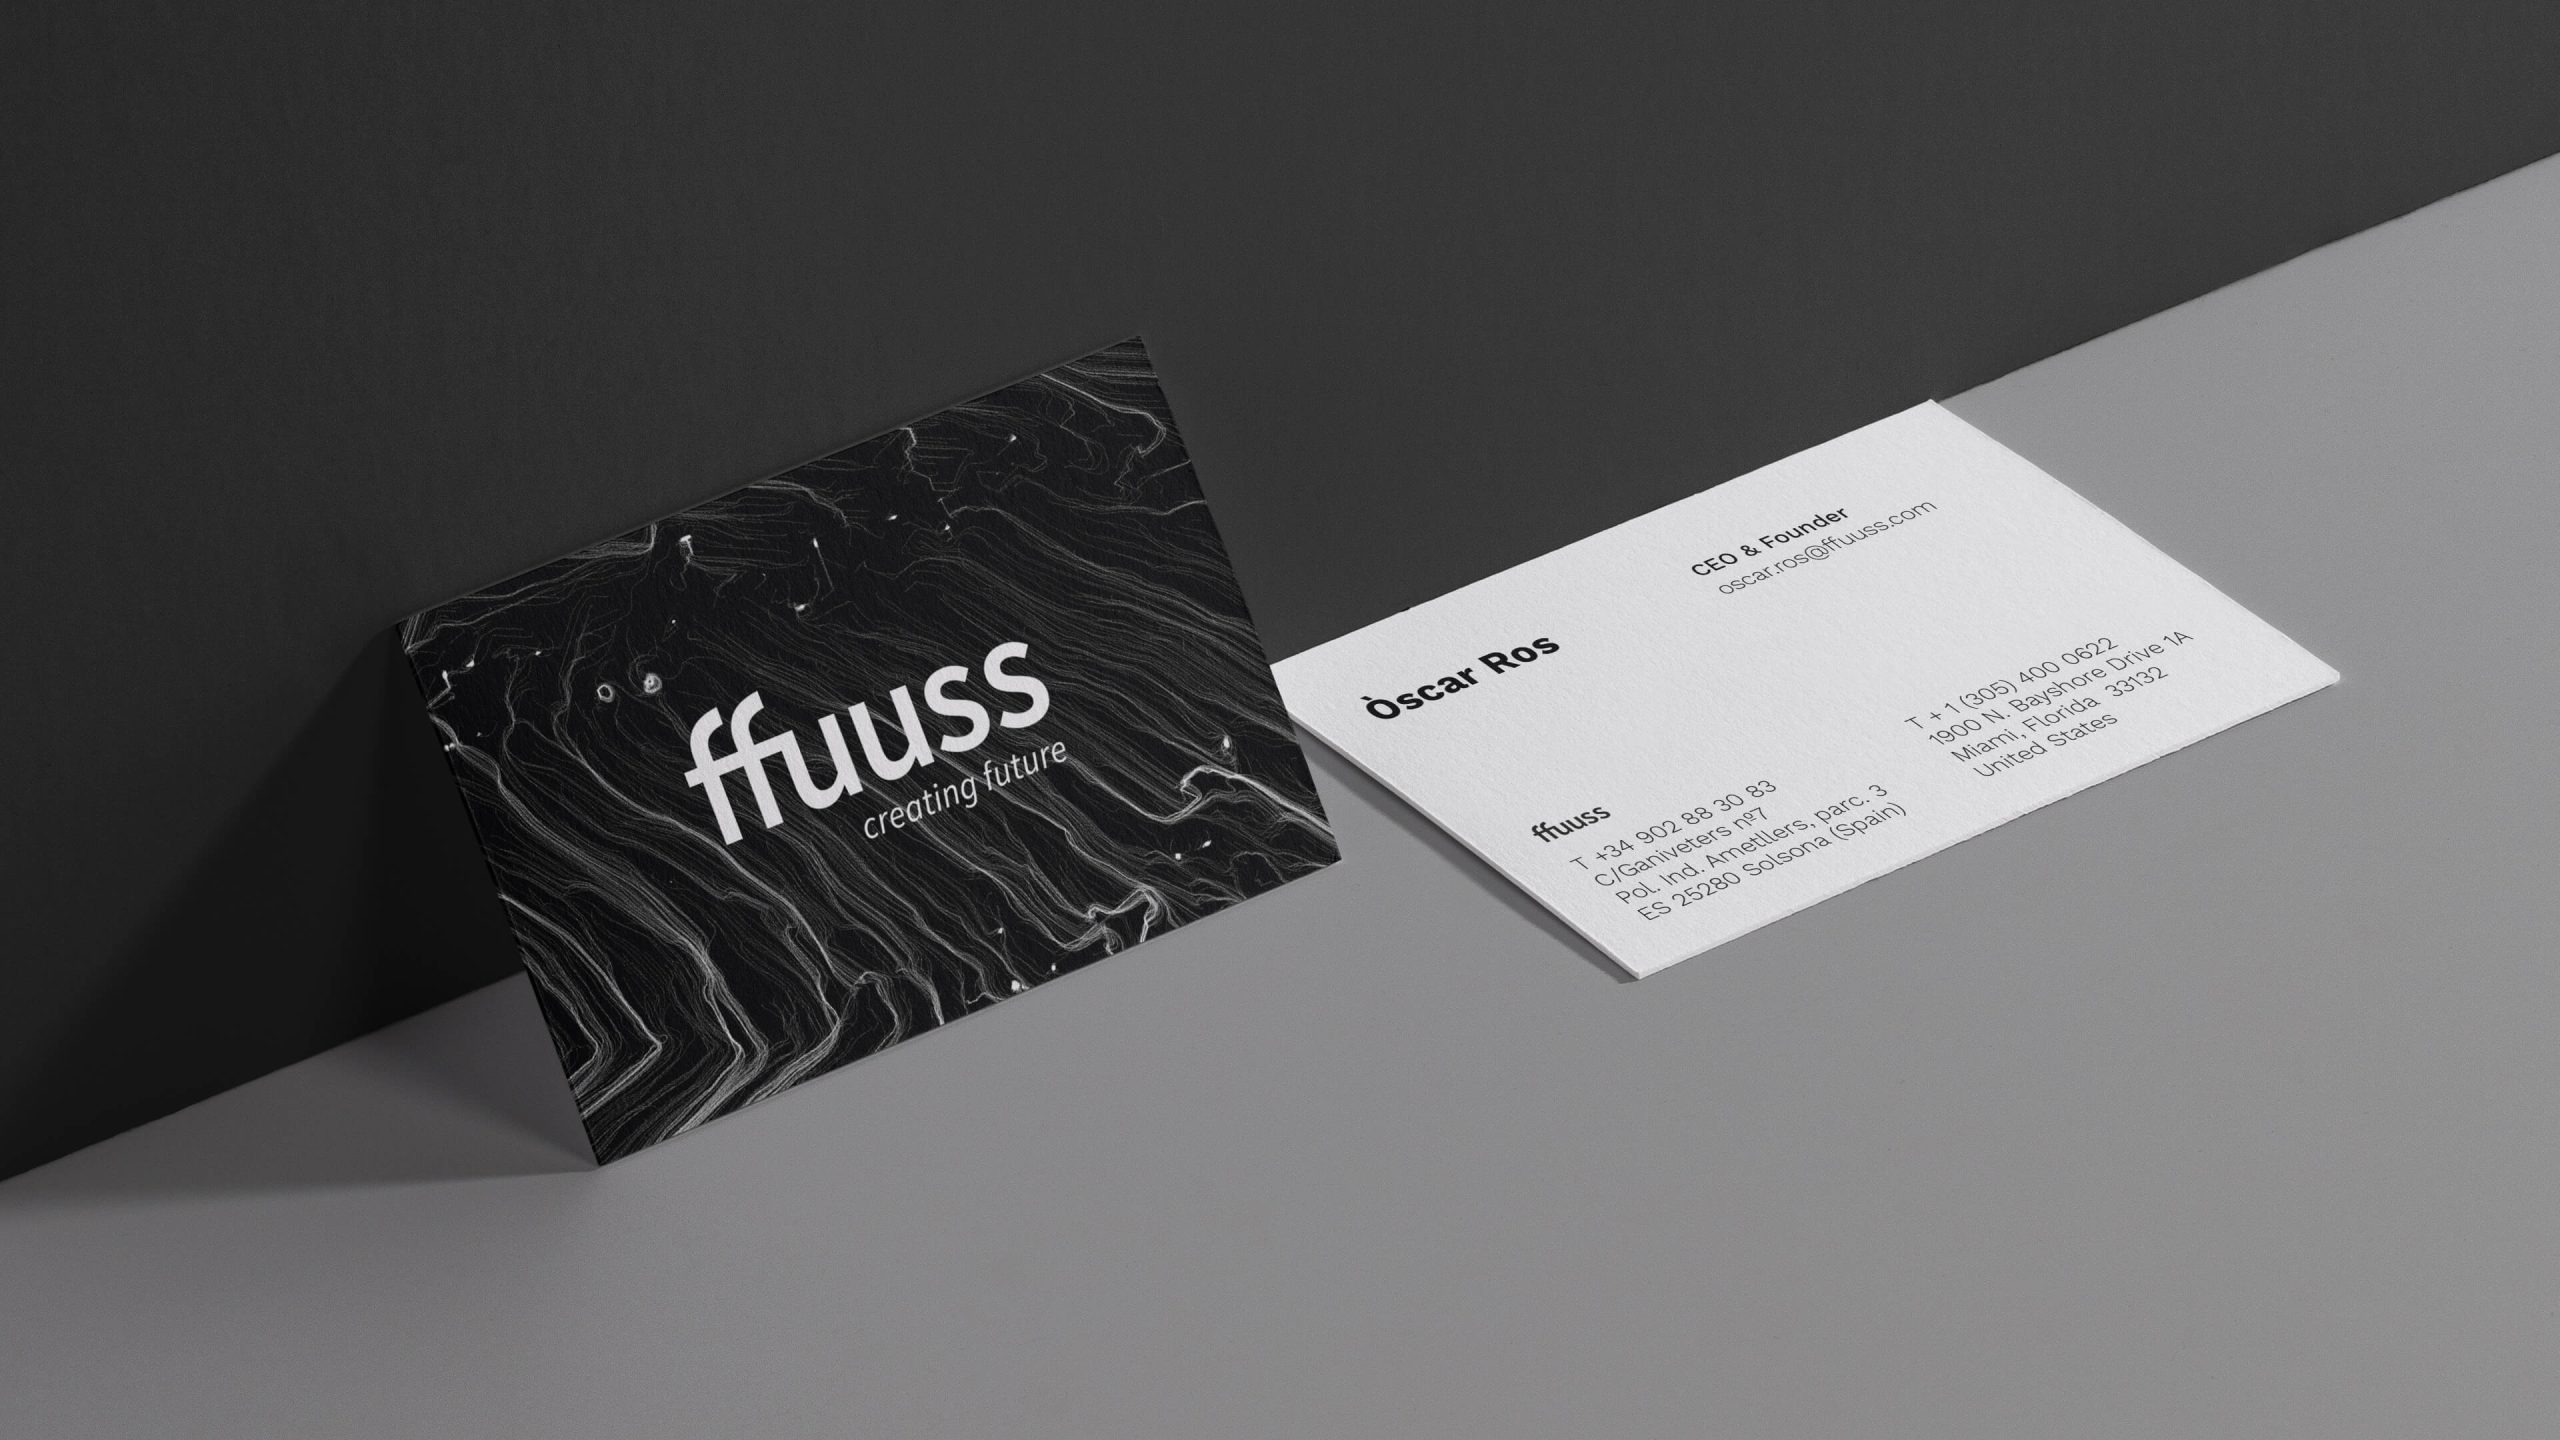 ffuuss
creating future
Òscar Ros
CEO & Founder
oscar.ros@ffuuss.com
ffuuss
T +34 902 88 30 83
C/Ganiveters nº7
Pol. Ind. Ametllers, parc. 3
ES 25280 Solsona (Spain)
T + 1 (305) 400 0622
1900 N. Bayshore Drive 1A
Miami, Florida 33132
United States